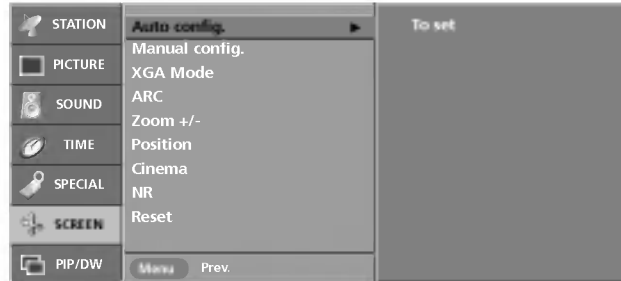 STATION
PICTURE
SOUND
TIME
SPECIAL
SCREEN
PIP/DW
Auto config.
Manual config.
XGA Mode
ARC
Zoom +/-
Position
Cinema
NR
Reset
Menu Prev.
To set